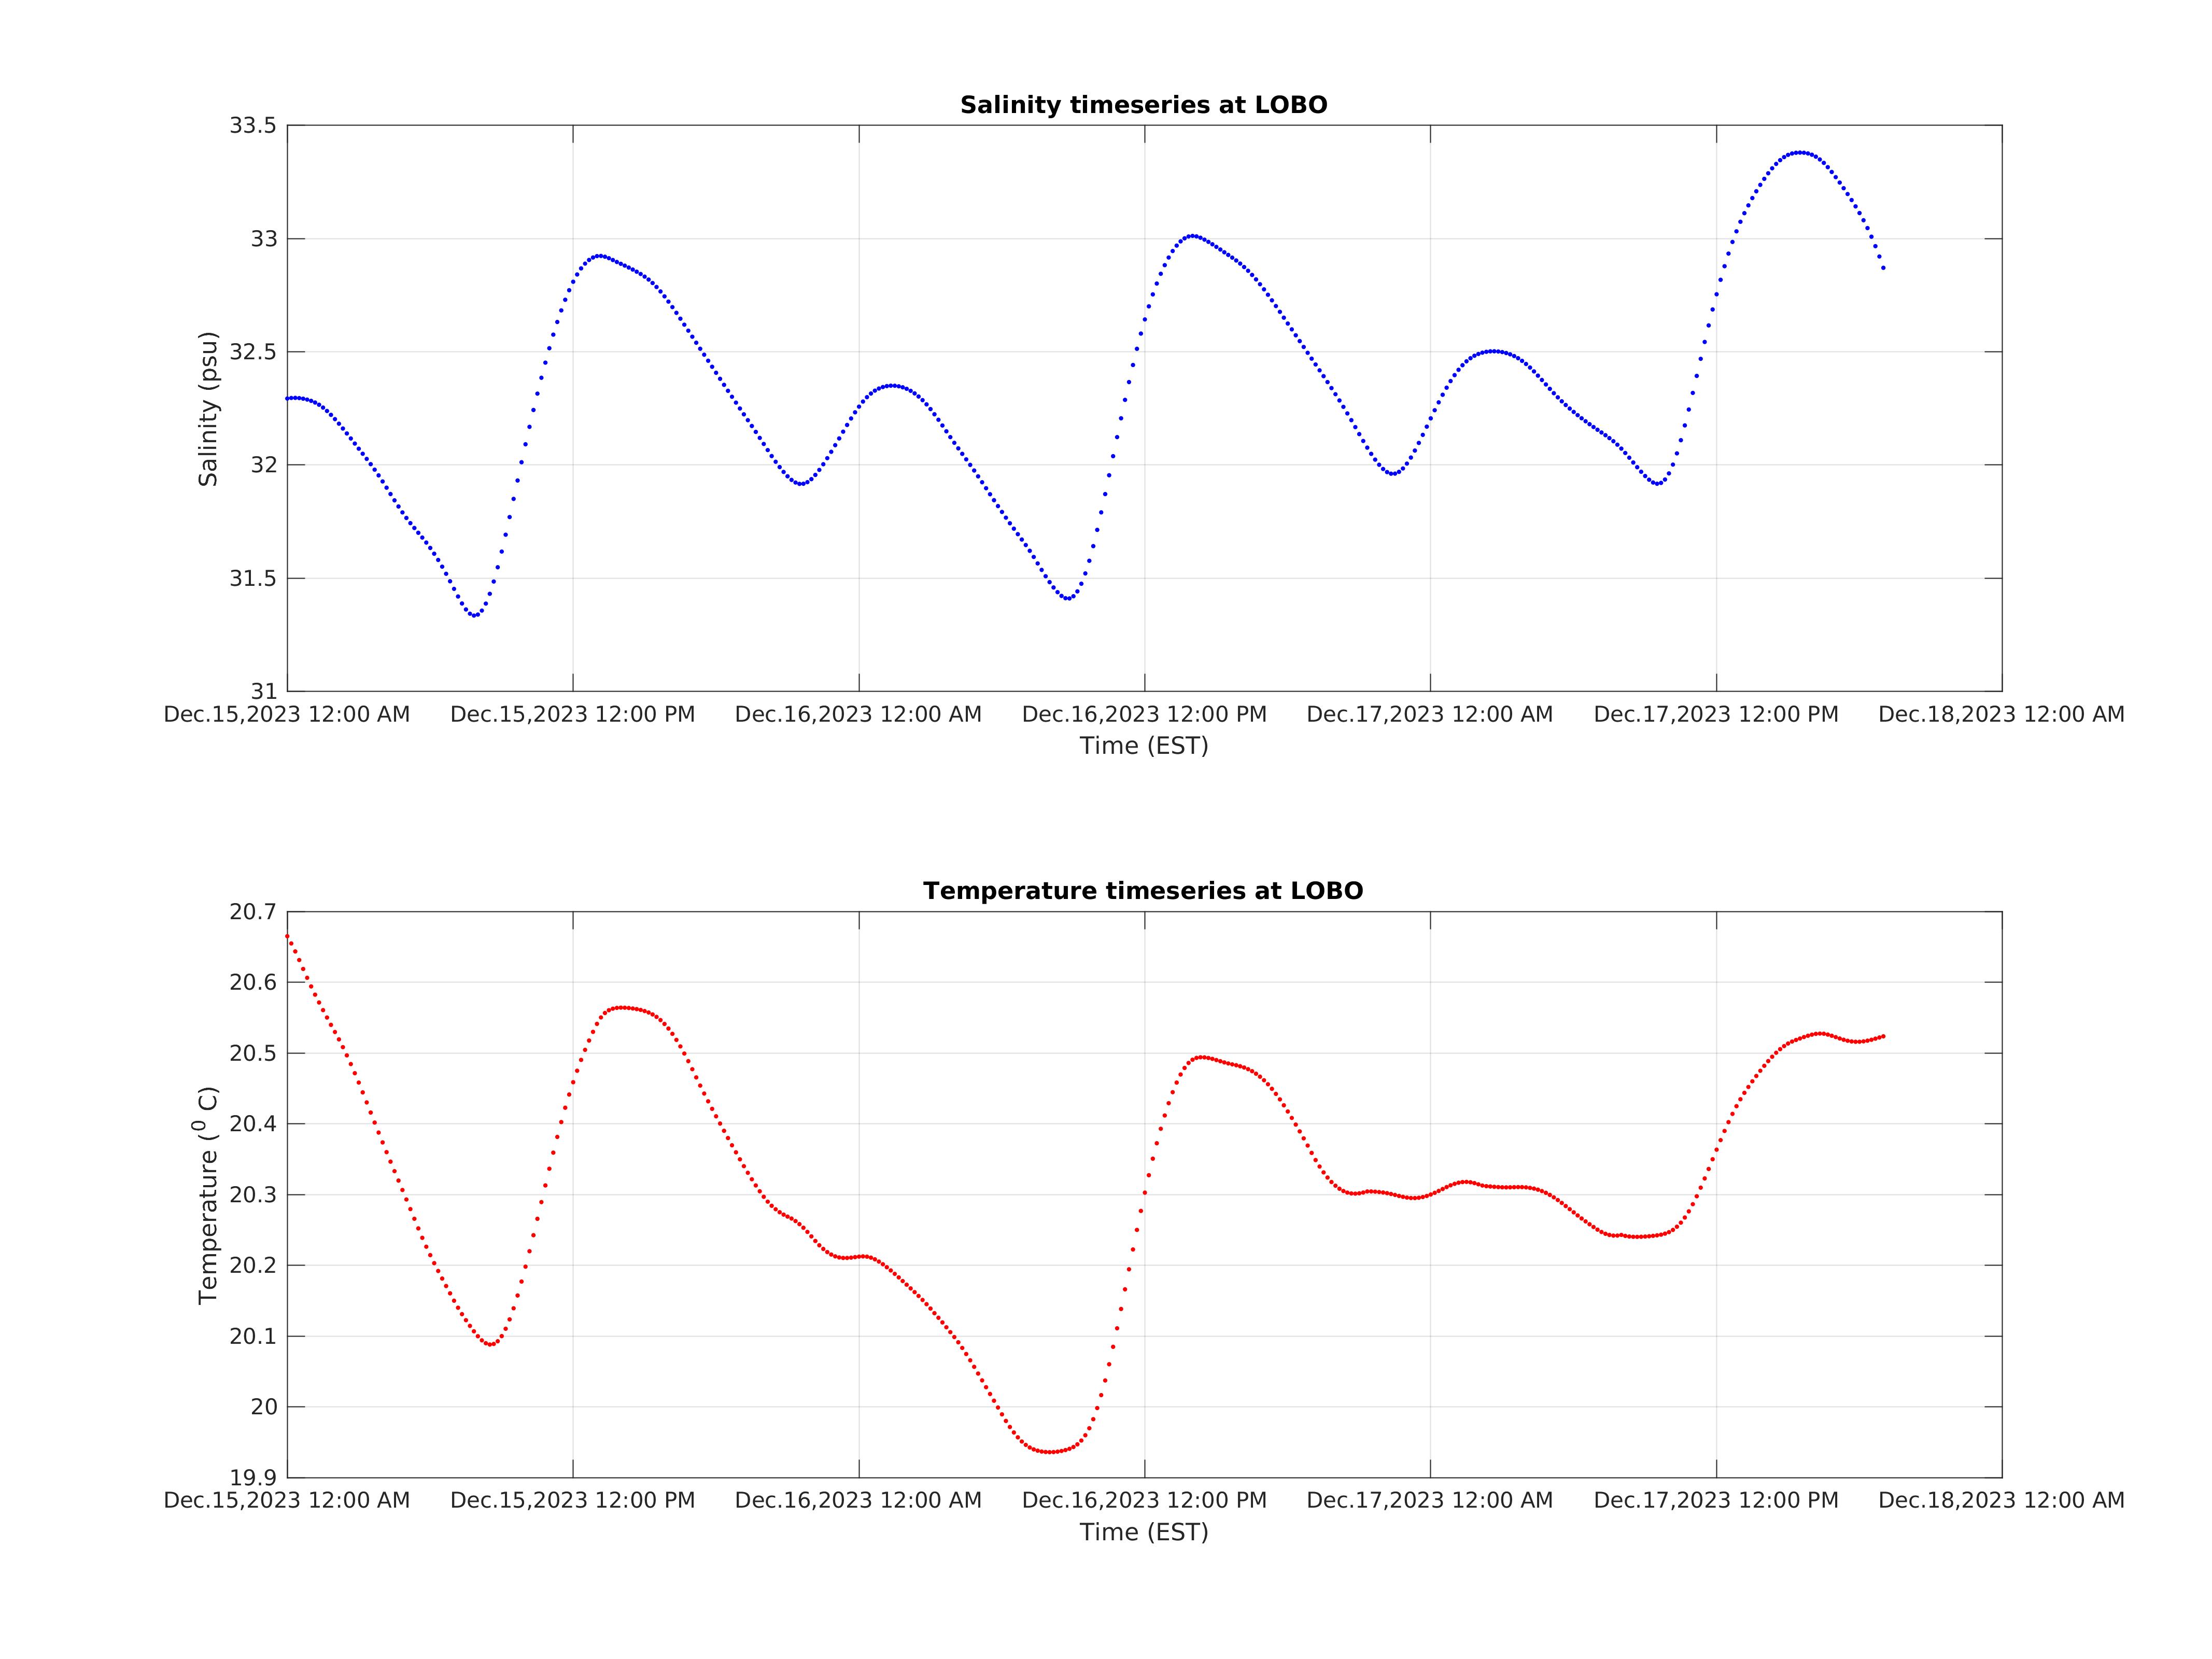 Salinity timeseries at LOBO
33.5
33
32.5
32
31.5
31
Salinity (psu)
Dec.15,2023 12:00 AM Dec.15,2023 12:00 PM Dec.16,2023 12:00 AM Dec.16,2023 12:00 PM Dec.17,2023 12:00 AM Dec.17,2023 12:00 PM Dec.18,2023 12:00 AM
Time (EST)
Temperature timeseries at LOBO
20.7
20.6
20.5
20.4
20.3
20.2
20.1
20
19.9
Temperature (⁰ C)
Dec.15,2023 12:00 AM Dec.15,2023 12:00 PM Dec.16,2023 12:00 AM Dec.16,2023 12:00 PM Dec.17,2023 12:00 AM Dec.17,2023 12:00 PM Dec.18,2023 12:00 AM
Time (EST)